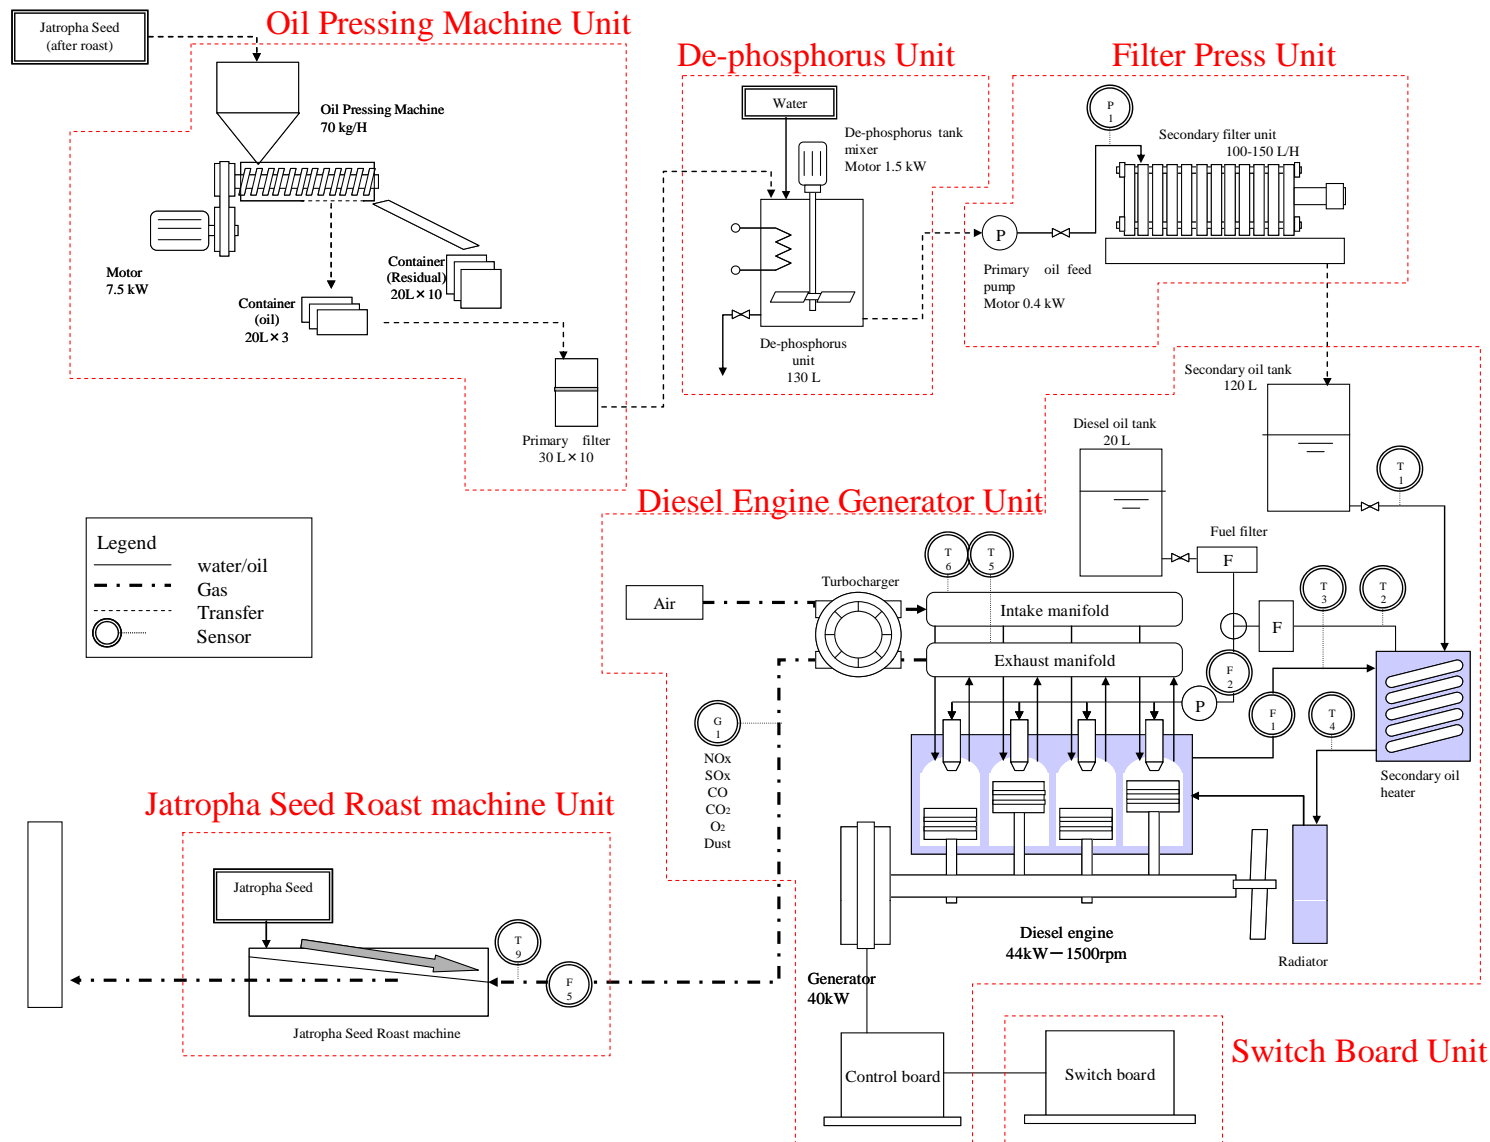 Oil Pressing Machine Unit
Jatropha Seed
(after roast)
Oil Pressing Machine
70 kg/H
Motor
7.5 kW
Container
(Residual)
20L×10
Container
(oil)
20L×3
Primary filter
30 L×10
De-phosphorus Unit
Water
De-phosphorus tank
mixer
Motor 1.5 kW
De-phosphorus
unit
130 L
Filter Press Unit
P
1
Secondary filter unit
100-150 L/H
P
Primary oil feed
pump
Motor 0.4 kW
Secondary oil tank
120 L
Diesel oil tank
20 L
T
1
Diesel Engine Generator Unit
Fuel filter
F
T
6
T
5
Turbocharger
Air
Intake manifold
Exhaust manifold
T
3
T
2
F
F
2
P
F
1
T
4
Secondary oil
heater
G
1
NOx
SOx
CO
CO2
O2
Dust
Diesel engine
44kW－1500rpm
Radiator
Generator
40kW
Control board
Legend
water/oil
Gas
Transfer
Sensor
Jatropha Seed Roast machine Unit
Jatropha Seed
T
9
F
5
Jatropha Seed Roast machine
Switch Board Unit
Switch board